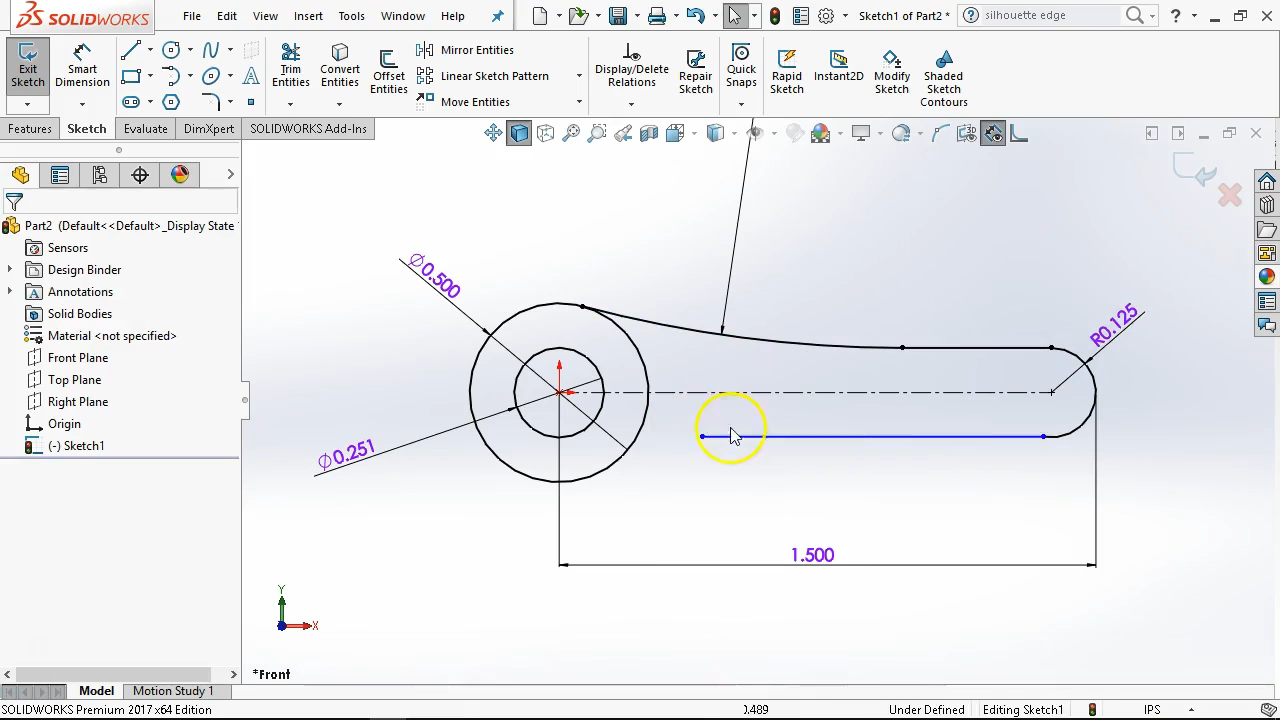 SOLIDWORKS
File Edit View Insert Tools Window Help
Sketch1 of Part2 *
silhouette edge
?
Exit Sketch
Smart Dimension
Trim Entities
Convert Entities
Offset Entities
Mirror Entities
Linear Sketch Pattern
Move Entities
Display/Delete Relations
Repair Sketch
Quick Snaps
Rapid Sketch
Instant2D
Modify Sketch
Shaded Sketch Contours
Features Sketch Evaluate DimXpert SOLIDWORKS Add-Ins
Part2 (Default<<Default>_Display State
Sensors
Design Binder
Annotations
Solid Bodies
Material <not specified>
Front Plane
Top Plane
Right Plane
Origin
(-) Sketch1
∅0.500
R0.125
∅0.251
1.500
Y
X
*Front
Model Motion Study 1
SOLIDWORKS Premium 2017 x64 Edition
Under Defined Editing Sketch1 IPS